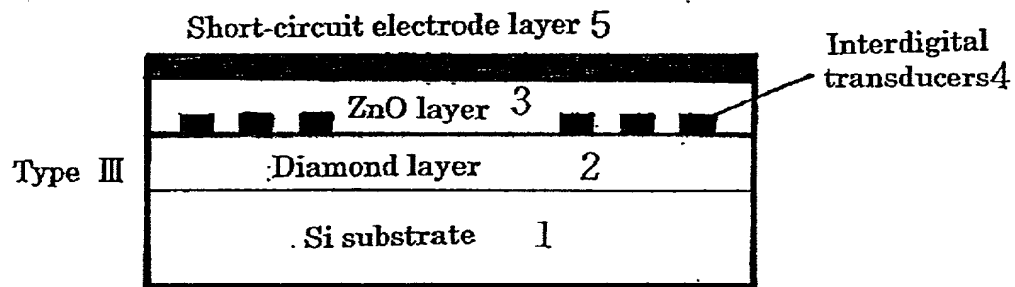 Short-circuit electrode layer 5
Interdigital
transducers4
ZnO layer 3
Type Ⅲ
Diamond layer 2
Si substrate 1